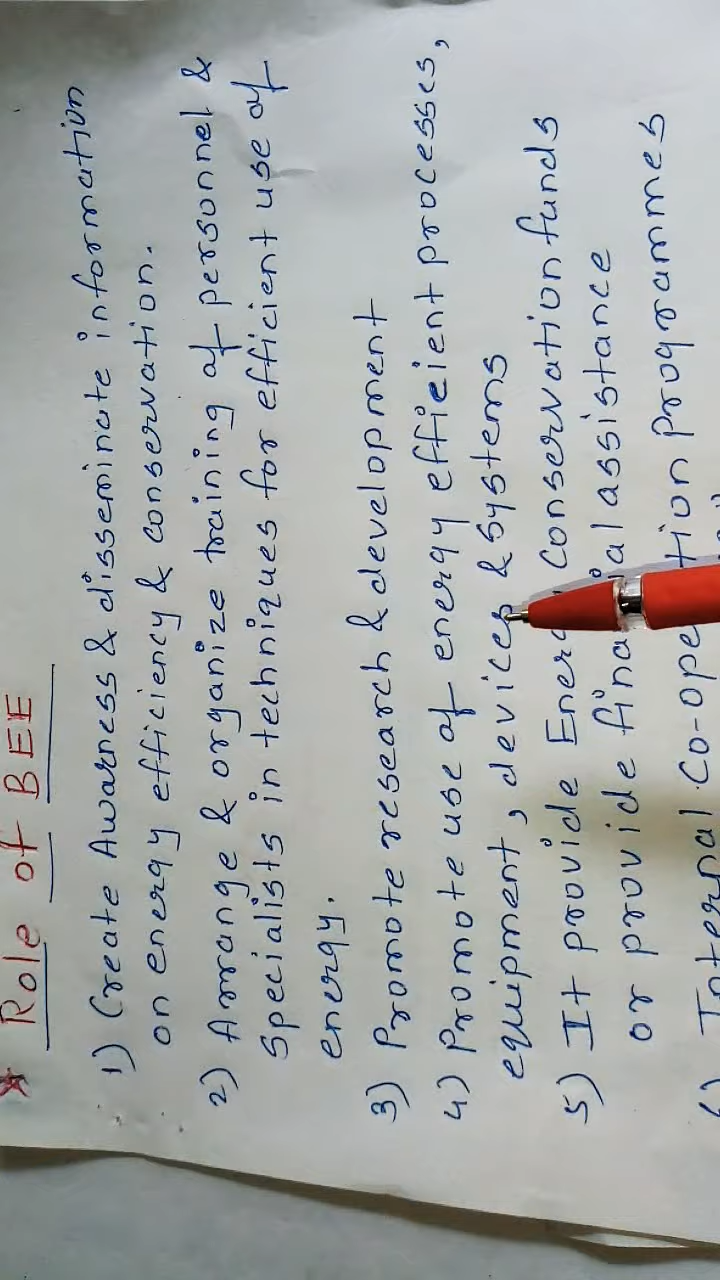 * Role of BEE
1) Create Awarness & disseminate information
on energy efficiency & conservation.
2) Arrange & organize training of personnel &
Specialists in techniques for efficient use of
energy.
3) Promote research & development
4) Promote use of energy efficient processes,
equipment, devices & Systems
5) It provide Conservation funds
or provide assistance
6) Internal programmes